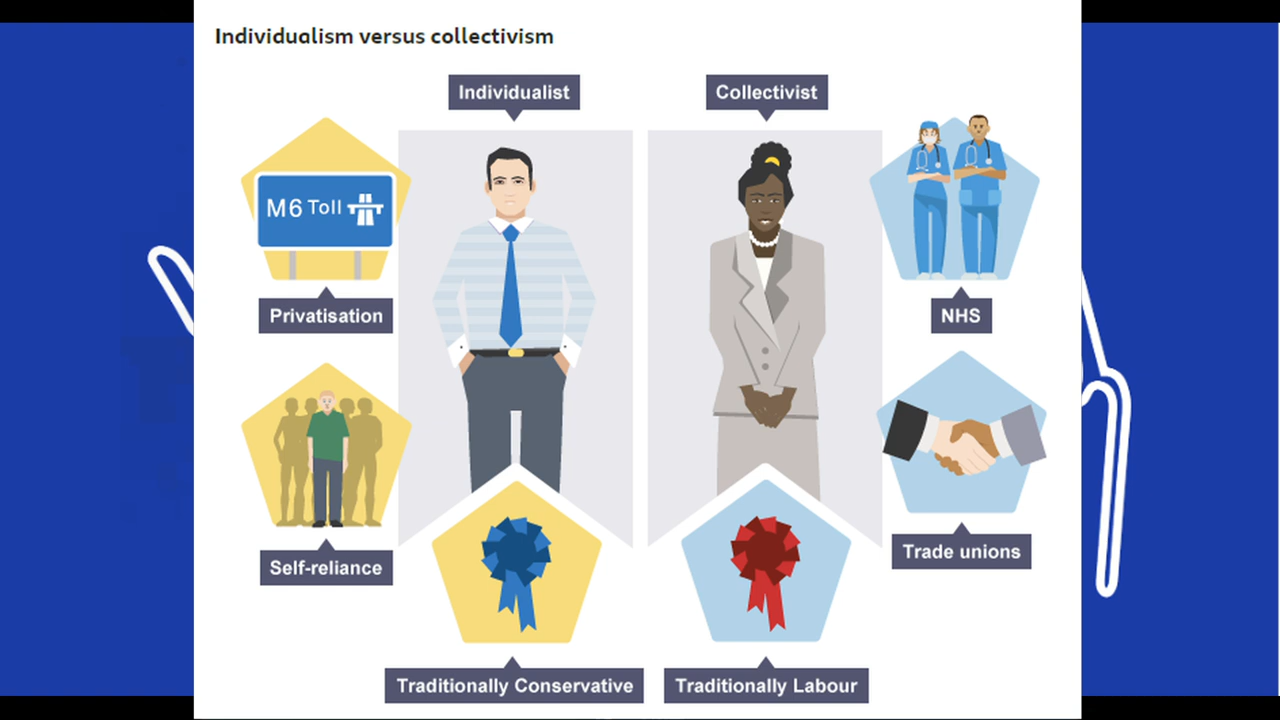 Individualism versus collectivism
Individualist
Collectivist
M6 Toll
Privatisation
NHS
Self-reliance
Trade unions
Traditionally Conservative
Traditionally Labour